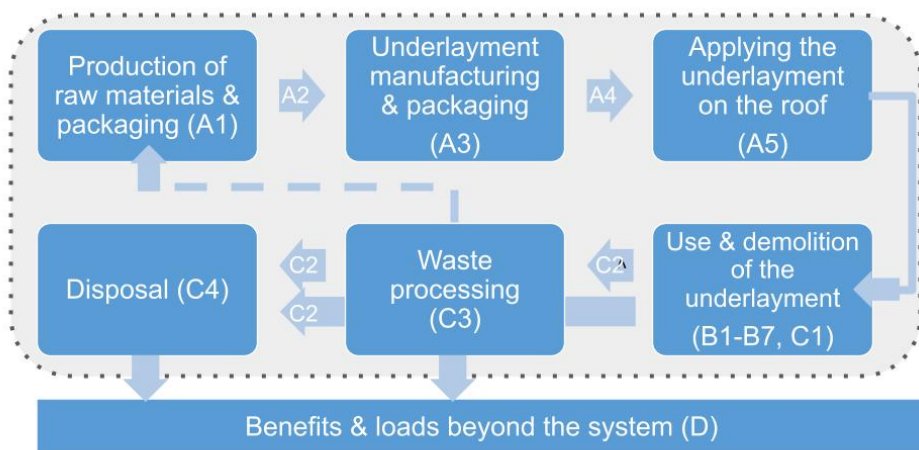 Production of
raw materials &
packaging (A1)
A2
Underlayment
manufacturing
& packaging
(A3)
A4
Applying the
underlayment
on the roof
(A5)
Disposal (C4)
C2
C2
Waste
processing
(C3)
C2
Use & demolition
of the
underlayment
(B1-B7, C1)
Benefits & loads beyond the system (D)